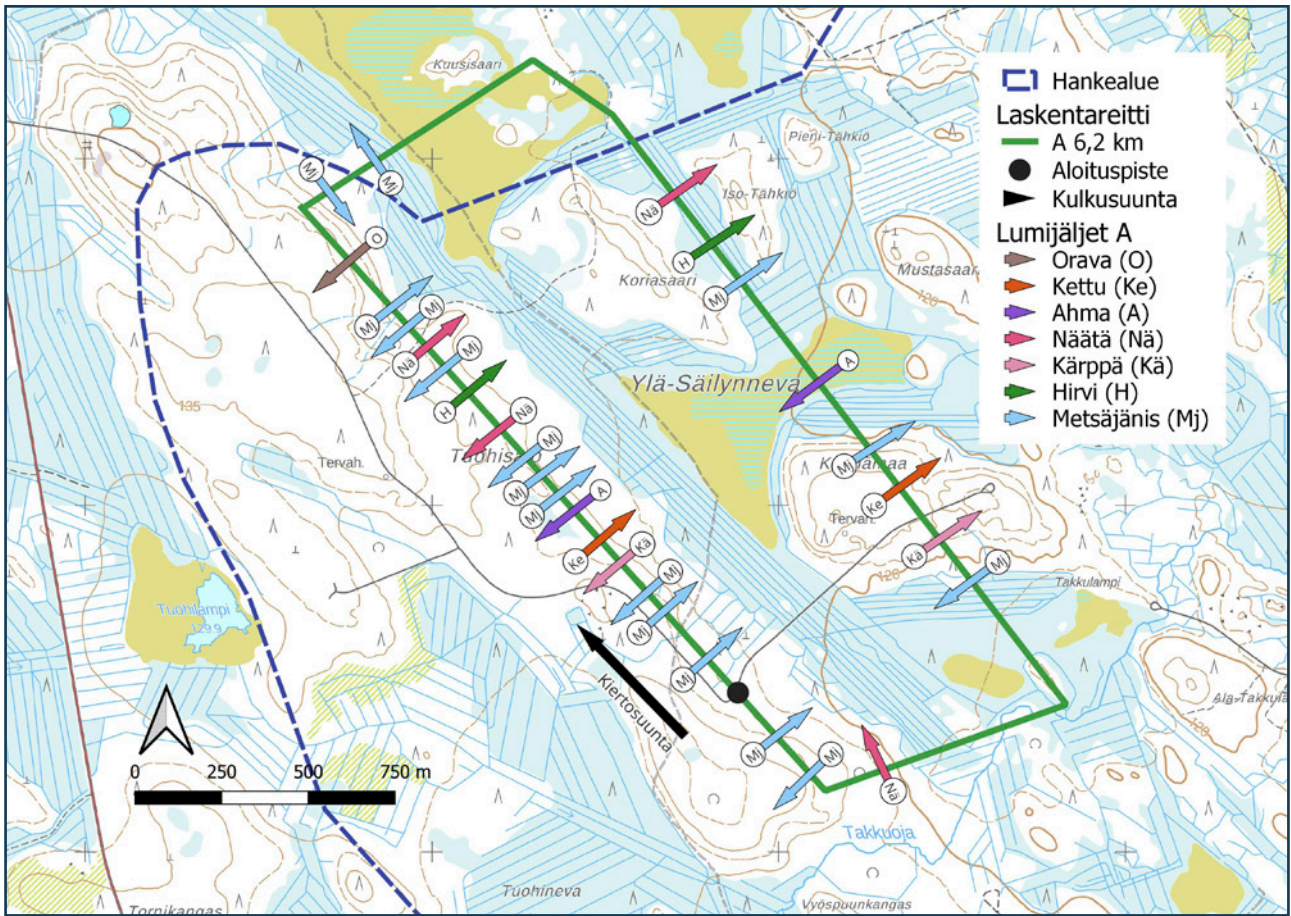 Hankealue
Laskentareitti
A 6,2 km
Aloituspiste
Kulkusuunta
Lumijäljet A
Orava (O)
Kettu (Ke)
Ahma (A)
Näätä (Nä)
Kärppä (Kä)
Hirvi (H)
Metsäjänis (Mj)
Kuusisaari
Pieni-Tähkiö
Mj
Mj
Iso-Tähkiö
Nä
O
H
Koriasaari
Mustasaari
Mj
120
Mj
Mj
Nä
Mj
Ylä-Säilynneva
A
135
H
Nä
Tervah.
Mj
Mj
Mj
Mj
A
Ke
Tervah.
Ke
Kä
Kä
Mj
120
Mj
Takkulampi
Tuohilampi
129.9
Mj
Mj
Kiertosuunta
Ala-Takkula
120
Mj
Mj
Nä
0 250 500 750 m
Takkuoja
Tuohineva
Vyöspuunkangas
Tornikangas